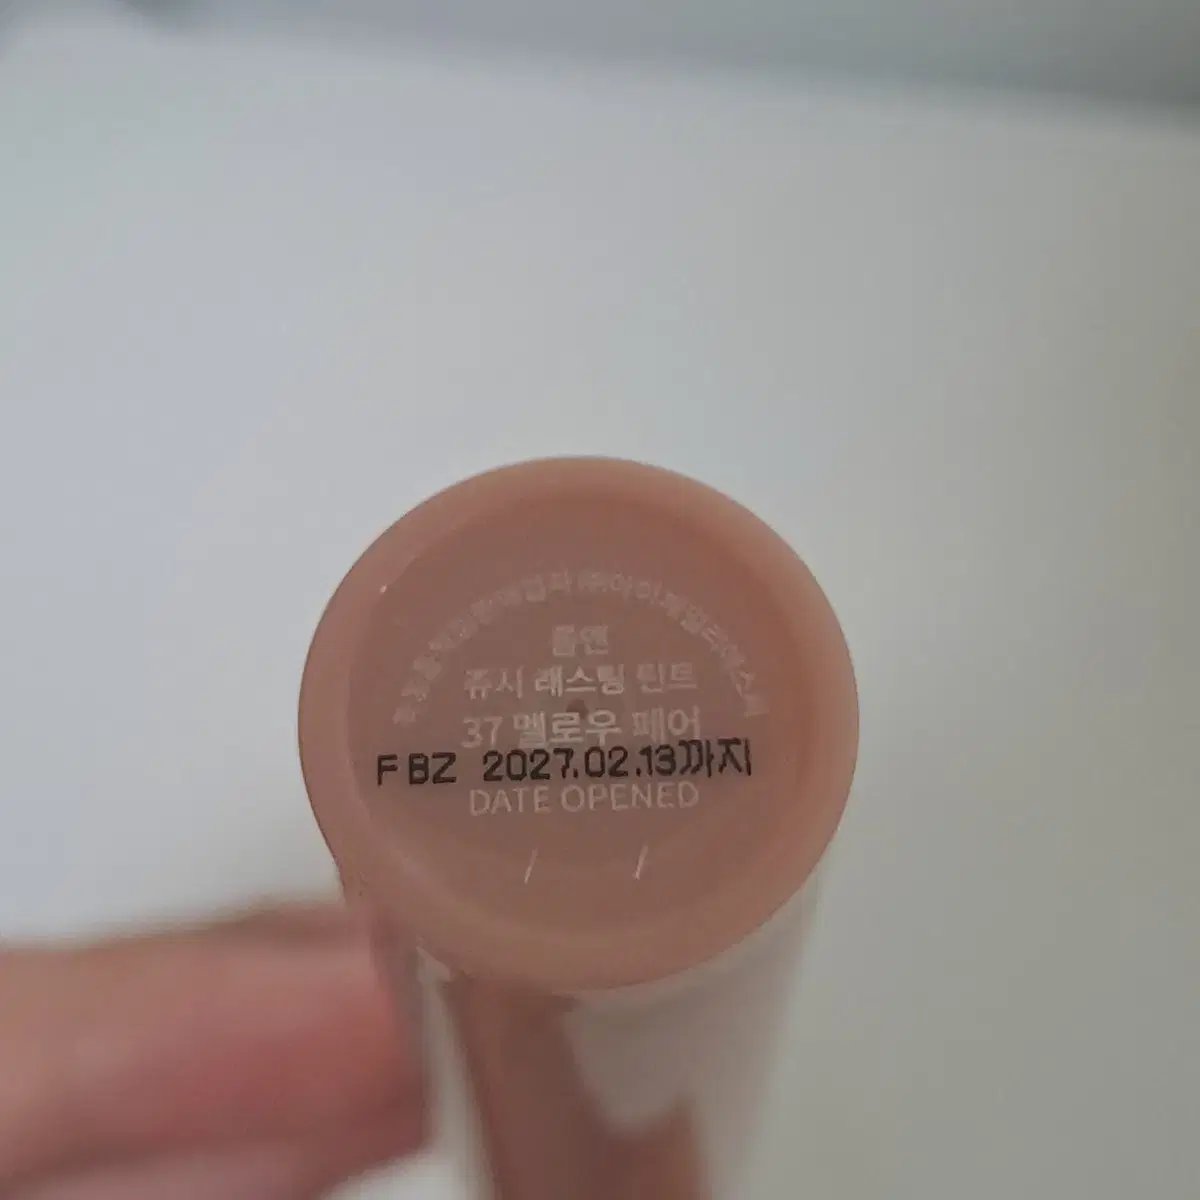 롬앤
쥬시 래스팅 틴트
37 멜로우 페어
FBZ 2027.02.13까지
DATE OPENED
/ /